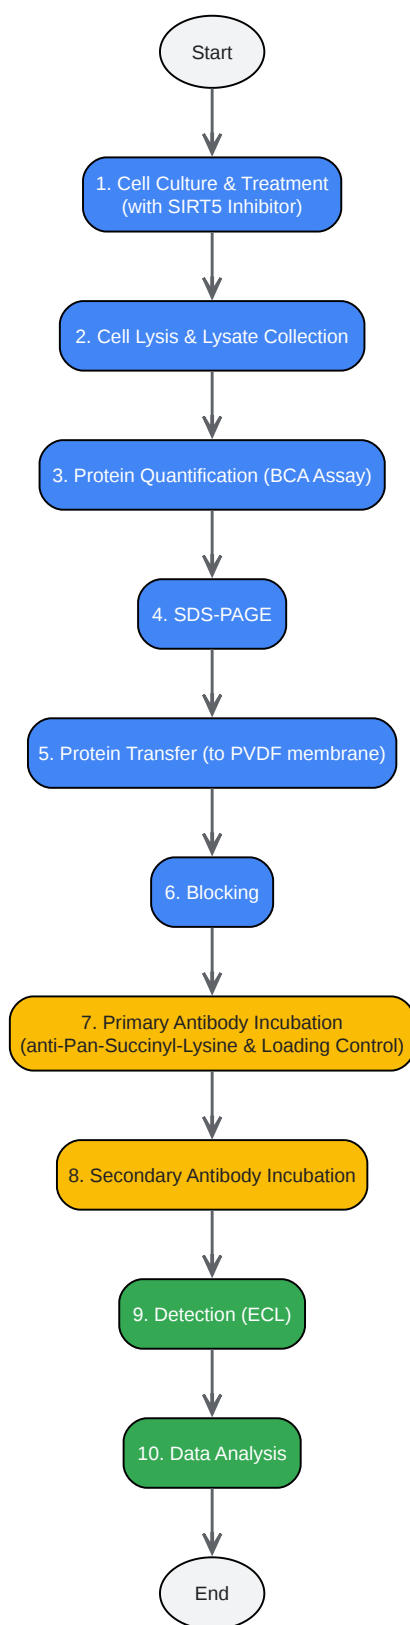 Start
1. Cell Culture & Treatment
(with SIRT5 Inhibitor)
2. Cell Lysis & Lysate Collection
3. Protein Quantification (BCA Assay)
4. SDS-PAGE
5. Protein Transfer (to PVDF membrane)
6. Blocking
7. Primary Antibody Incubation
(anti-Pan-Succinyl-Lysine & Loading Control)
8. Secondary Antibody Incubation
9. Detection (ECL)
10. Data Analysis
End